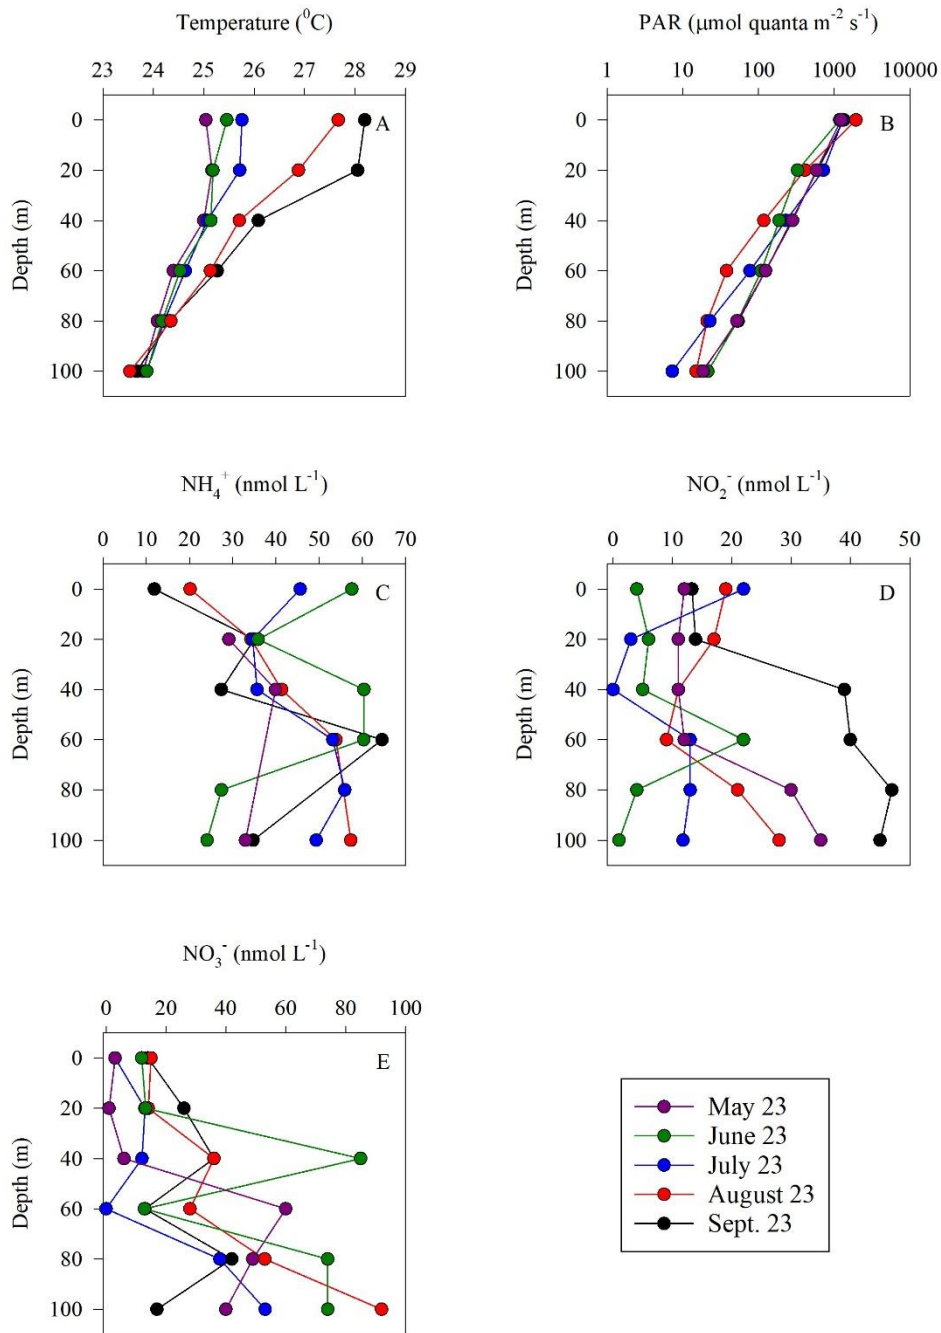 Temperature (⁰C)
23 24 25 26 27 28 29
A
0
20
40
60
80
100
Depth (m)
PAR (μmol quanta m⁻² s⁻¹)
1 10 100 1000 10000
B
0
20
40
60
80
100
Depth (m)
NH₄⁺ (nmol L⁻¹)
0 10 20 30 40 50 60 70
C
0
20
40
60
80
100
Depth (m)
NO₂⁻ (nmol L⁻¹)
0 10 20 30 40 50
D
0
20
40
60
80
100
Depth (m)
NO₃⁻ (nmol L⁻¹)
0 20 40 60 80 100
E
0
20
40
60
80
100
Depth (m)
May 23
June 23
July 23
August 23
Sept. 23